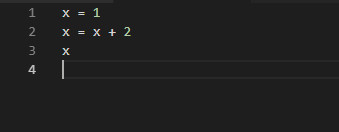 1 x = 1
2 x = x + 2
3 x
4